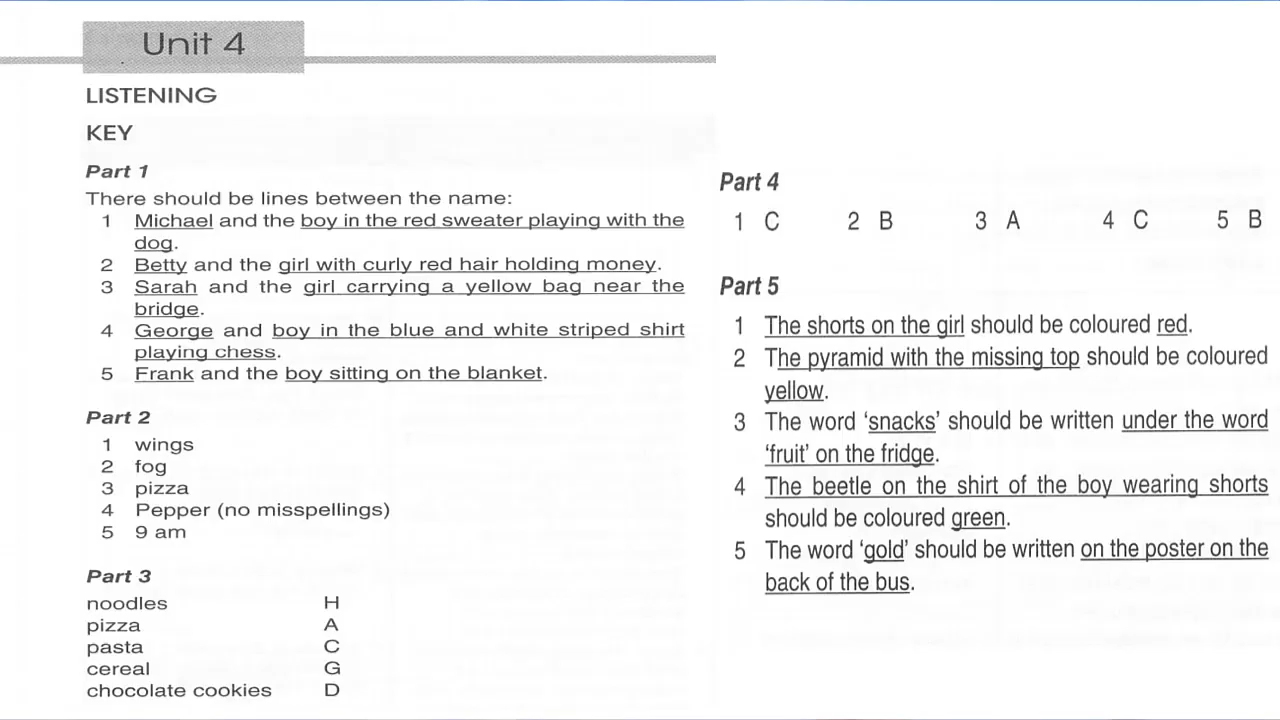 Unit 4
LISTENING
KEY
Part 1
There should be lines between the name:
1 Michael and the boy in the red sweater playing with the
dog.
2 Betty and the girl with curly red hair holding money.
3 Sarah and the girl carrying a yellow bag near the
bridge.
4 George and boy in the blue and white striped shirt
playing chess.
5 Frank and the boy sitting on the blanket.
Part 2
1 wings
2 fog
3 pizza
4 Pepper (no misspellings)
5 9 am
Part 3
noodles H
pizza A
pasta C
cereal G
chocolate cookies D
Part 4
1 C 2 B 3 A 4 C 5 B
Part 5
1 The shorts on the girl should be coloured red.
2 The pyramid with the missing top should be coloured
yellow.
3 The word ‘snacks’ should be written under the word
‘fruit’ on the fridge.
4 The beetle on the shirt of the boy wearing shorts
should be coloured green.
5 The word ‘gold’ should be written on the poster on the
back of the bus.